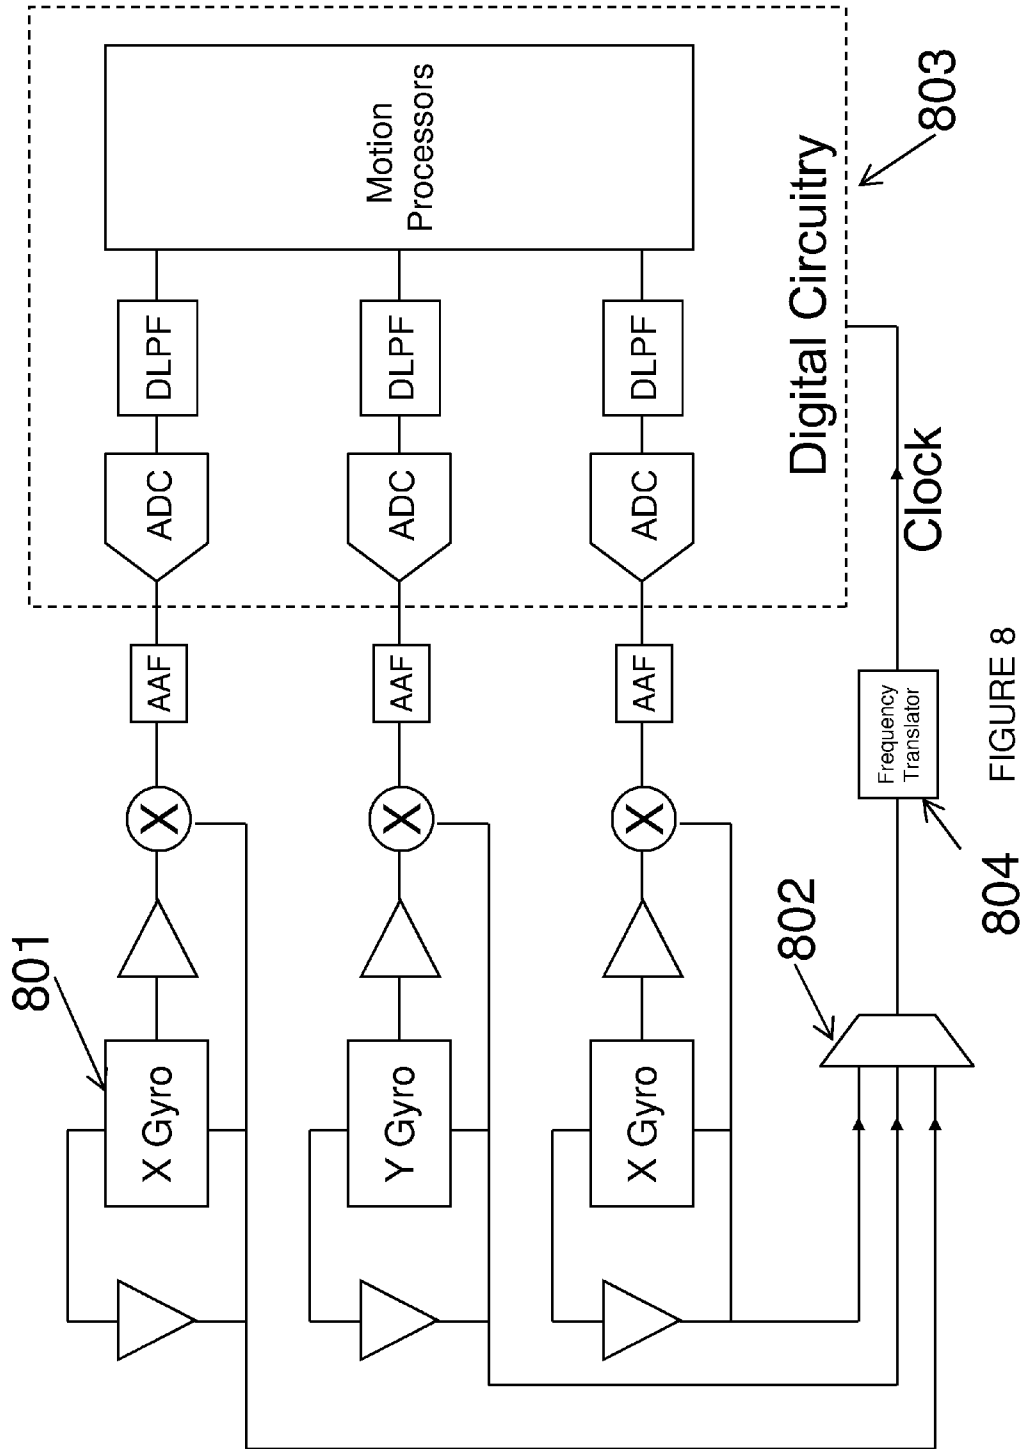 801
X Gyro
X
AAF
ADC
DLPF
Y Gyro
X
AAF
ADC
DLPF
X Gyro
X
AAF
ADC
DLPF
Motion
Processors
Digital Circuitry
803
802
804
Frequency
Translator
Clock
FIGURE 8